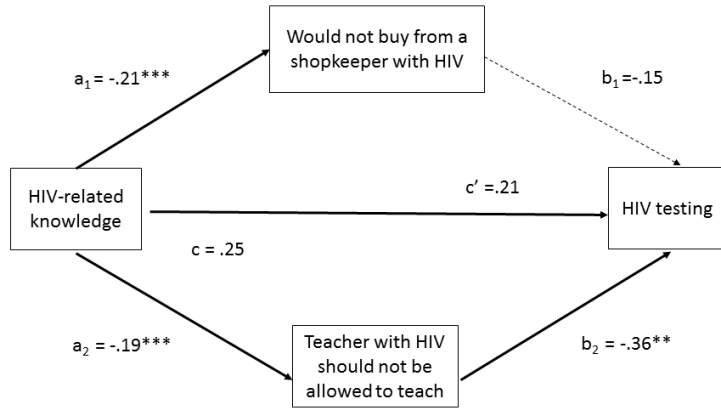 Would not buy from a
shopkeeper with HIV
a₁ = -.21***
b₁ =-.15
HIV-related
knowledge
c’ =.21
HIV testing
c = .25
a₂ = -.19***
Teacher with HIV
should not be
allowed to teach
b₂ = -.36**